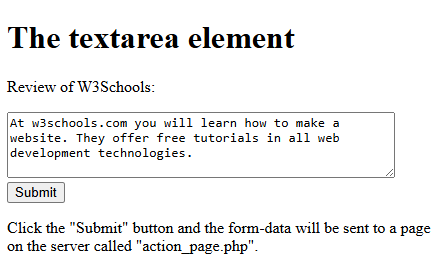 The textarea element
Review of W3Schools:
At w3schools.com you will learn how to make a
website. They offer free tutorials in all web
development technologies.
Submit
Click the "Submit" button and the form-data will be sent to a page
on the server called "action_page.php".